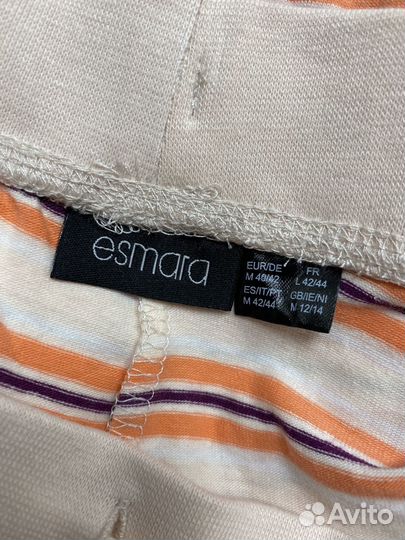 esmara
EUR/DE
M 40/42
ES/IT/PT
M 42/44
FR
L 42/44
GB/IE/NI
M 12/14
Avito